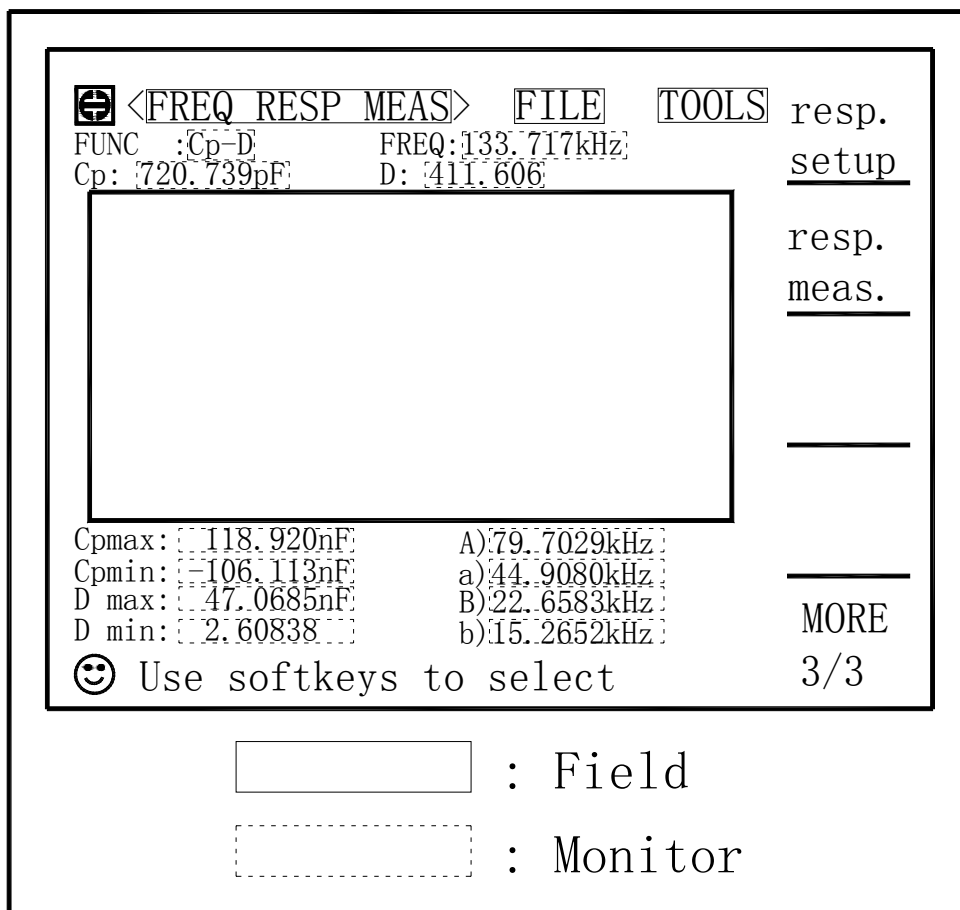 <FREQ RESP MEAS> FILE TOOLS
resp.
setup
FUNC :Cp-D FREQ:133.717kHz
Cp: 720.739pF D: 411.606
resp.
meas.
Cpmax: 118.920nF A)79.7029kHz
Cpmin: -106.113nF a)44.9080kHz
D max: 47.0685nF B)22.6583kHz
D min: 2.60838 b)15.2652kHz
MORE
3/3
Use softkeys to select
: Field
: Monitor